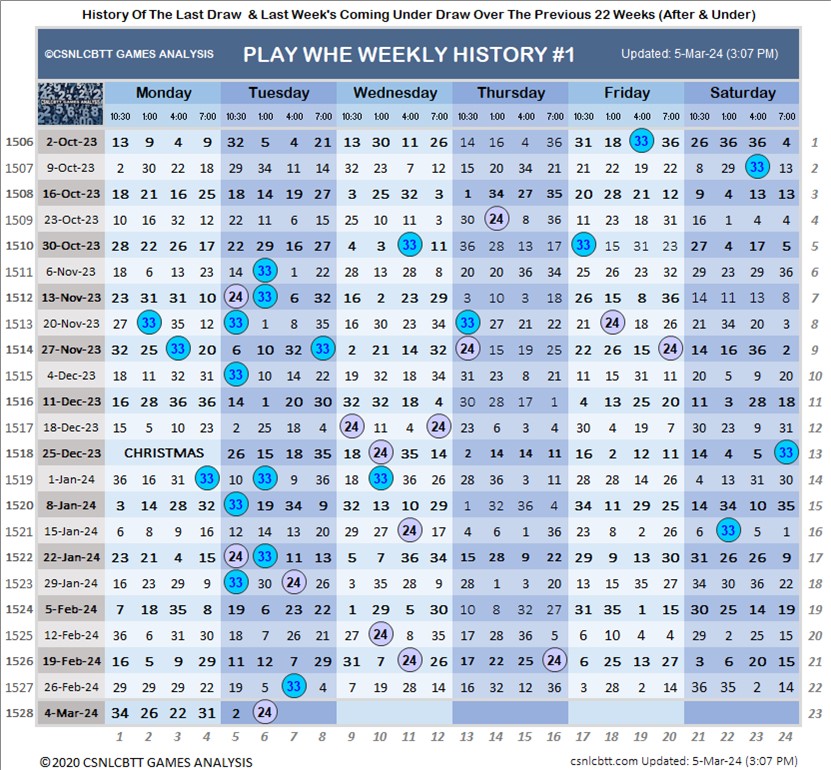 History Of The Last Draw & Last Week's Coming Under Draw Over The Previous 22 Weeks (After & Under)
©CSNLCBTT GAMES ANALYSIS PLAY WHE WEEKLY HISTORY #1 Updated: 5-Mar-24 (3:07 PM)
CSNLCBTT GAMES ANALYSIS Monday Tuesday Wednesday Thursday Friday Saturday
10:30 1:00 4:00 7:00 10:30 1:00 4:00 7:00 10:30 1:00 4:00 7:00 10:30 1:00 4:00 7:00 10:30 1:00 4:00 7:00 10:30 1:00 4:00 7:00
1506 2-Oct-23 13 9 4 9 32 5 4 21 13 30 11 26 14 16 4 36 31 18 33 36 26 36 36 4 1
1507 9-Oct-23 2 30 22 18 29 34 11 14 32 23 7 12 15 20 34 21 21 22 19 22 8 29 33 13 2
1508 16-Oct-23 18 21 16 25 18 14 19 27 3 25 32 3 1 34 27 35 20 28 21 12 9 4 13 13 3
1509 23-Oct-23 10 16 32 12 22 11 6 15 25 10 11 3 30 24 8 36 11 23 18 31 16 1 4 4 4
1510 30-Oct-23 28 22 26 17 22 29 16 27 4 3 33 11 36 28 13 17 33 15 31 23 27 4 17 5 5
1511 6-Nov-23 18 6 13 23 14 33 1 22 28 13 28 8 20 20 36 34 25 26 23 32 29 23 29 36 6
1512 13-Nov-23 23 31 31 10 24 33 6 32 16 2 23 29 3 10 3 18 26 15 8 36 14 11 13 8 7
1513 20-Nov-23 27 33 35 12 33 1 8 35 16 30 23 34 33 27 21 22 21 24 18 26 21 34 20 3 8
1514 27-Nov-23 32 25 33 20 6 10 32 33 2 21 14 32 24 15 19 25 22 26 15 24 14 16 36 2 9
1515 4-Dec-23 18 11 32 31 33 10 14 22 10 32 18 34 31 23 8 21 11 15 31 11 20 5 9 20 10
1516 11-Dec-23 16 28 36 36 14 1 20 30 32 32 18 4 30 28 17 1 4 13 25 20 11 3 28 18 11
1517 18-Dec-23 15 5 10 23 2 25 18 4 24 11 4 24 23 6 3 4 30 4 19 7 23 23 9 31 12
1518 25-Dec-23 CHRISTMAS 26 15 18 35 18 24 35 14 2 14 14 11 16 2 12 11 14 4 5 33 13
1519 1-Jan-24 36 16 31 33 10 33 9 18 18 33 36 26 28 36 3 11 28 28 14 26 4 13 31 30 14
1520 8-Jan-24 3 14 28 32 33 19 34 9 32 13 10 29 1 32 36 4 34 11 29 25 14 34 10 35 15
1521 15-Jan-24 6 8 9 16 2 14 13 20 29 27 24 17 4 6 1 36 23 8 2 26 6 33 5 1 16
1522 22-Jan-24 23 21 4 15 24 33 11 13 5 7 36 34 15 28 9 22 29 9 13 30 31 26 26 9 17
1523 29-Jan-24 16 23 29 9 33 30 24 26 3 35 28 9 28 1 3 20 13 15 35 27 34 30 36 22 18
1524 5-Feb-24 7 18 35 8 19 6 23 22 1 29 5 30 10 8 32 27 31 35 1 15 30 25 14 19 19
1525 12-Feb-24 36 6 31 30 18 7 26 21 27 24 8 35 17 28 36 5 6 10 4 4 29 2 25 15 20
1526 19-Feb-24 16 5 9 29 11 12 7 29 31 7 24 26 17 22 25 24 6 25 13 27 3 6 20 15 21
1527 26-Feb-24 29 29 29 22 19 5 33 4 7 19 28 14 16 32 12 36 3 28 2 14 36 35 2 14 22
1528 4-Mar-24 34 26 22 31 2 24 23
1 2 3 4 5 6 7 8 9 10 11 12 13 14 15 16 17 18 19 20 21 22 23 24
©2020 CSNLCBTT GAMES ANALYSIS csnlcbtt.com Updated: 5-Mar-24 (3:07 PM)